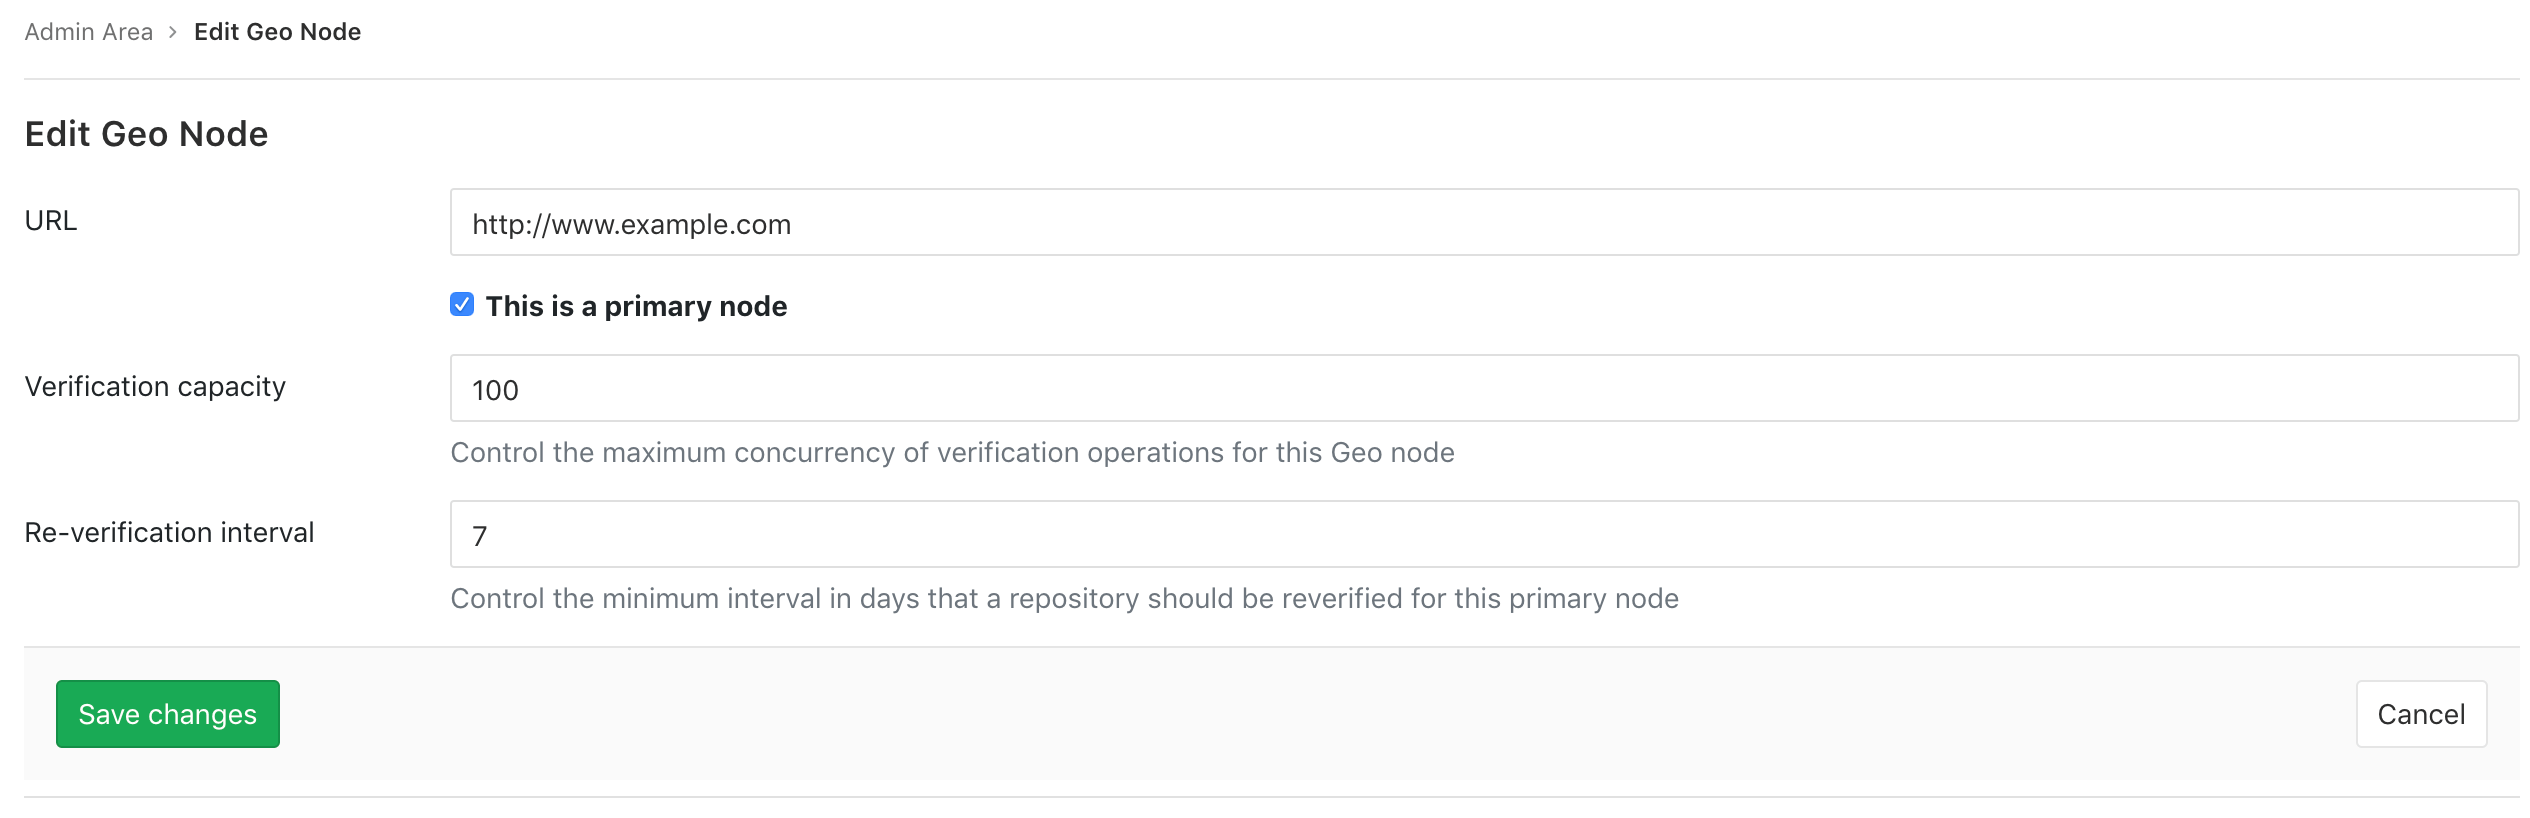 Admin Area › Edit Geo Node
Edit Geo Node
URL
http://www.example.com
This is a primary node
Verification capacity
100
Control the maximum concurrency of verification operations for this Geo node
Re-verification interval
7
Control the minimum interval in days that a repository should be reverified for this primary node
Save changes
Cancel